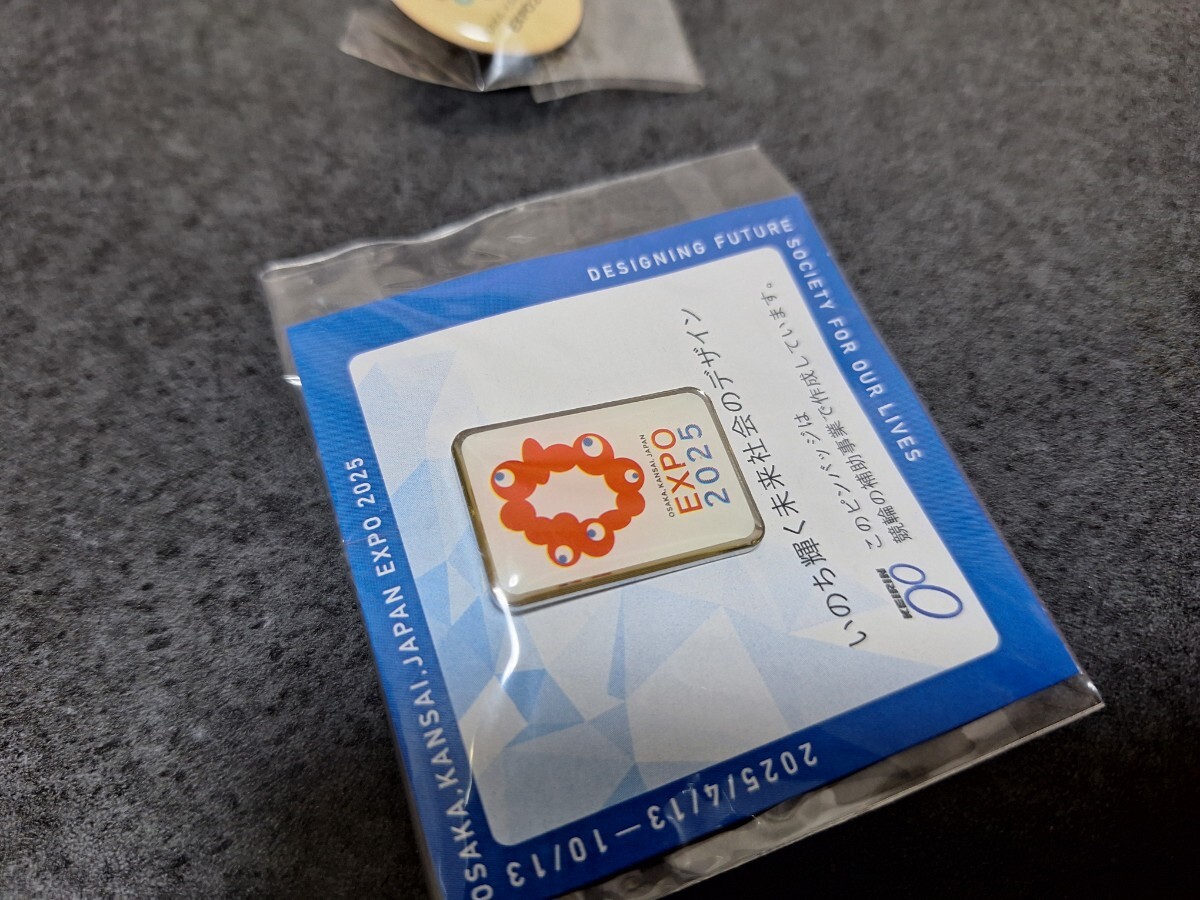 OSAKA, KANSAI, JAPAN EXPO 2025
DESIGNING FUTURE SOCIETY FOR OUR LIVES
2025/4/13－10/13
OSAKA, KANSAI, JAPAN
EXPO
2025
いのち輝く未来社会のデザイン
KEIRIN
このピンバッジは
競輪の補助事業で作成しています。